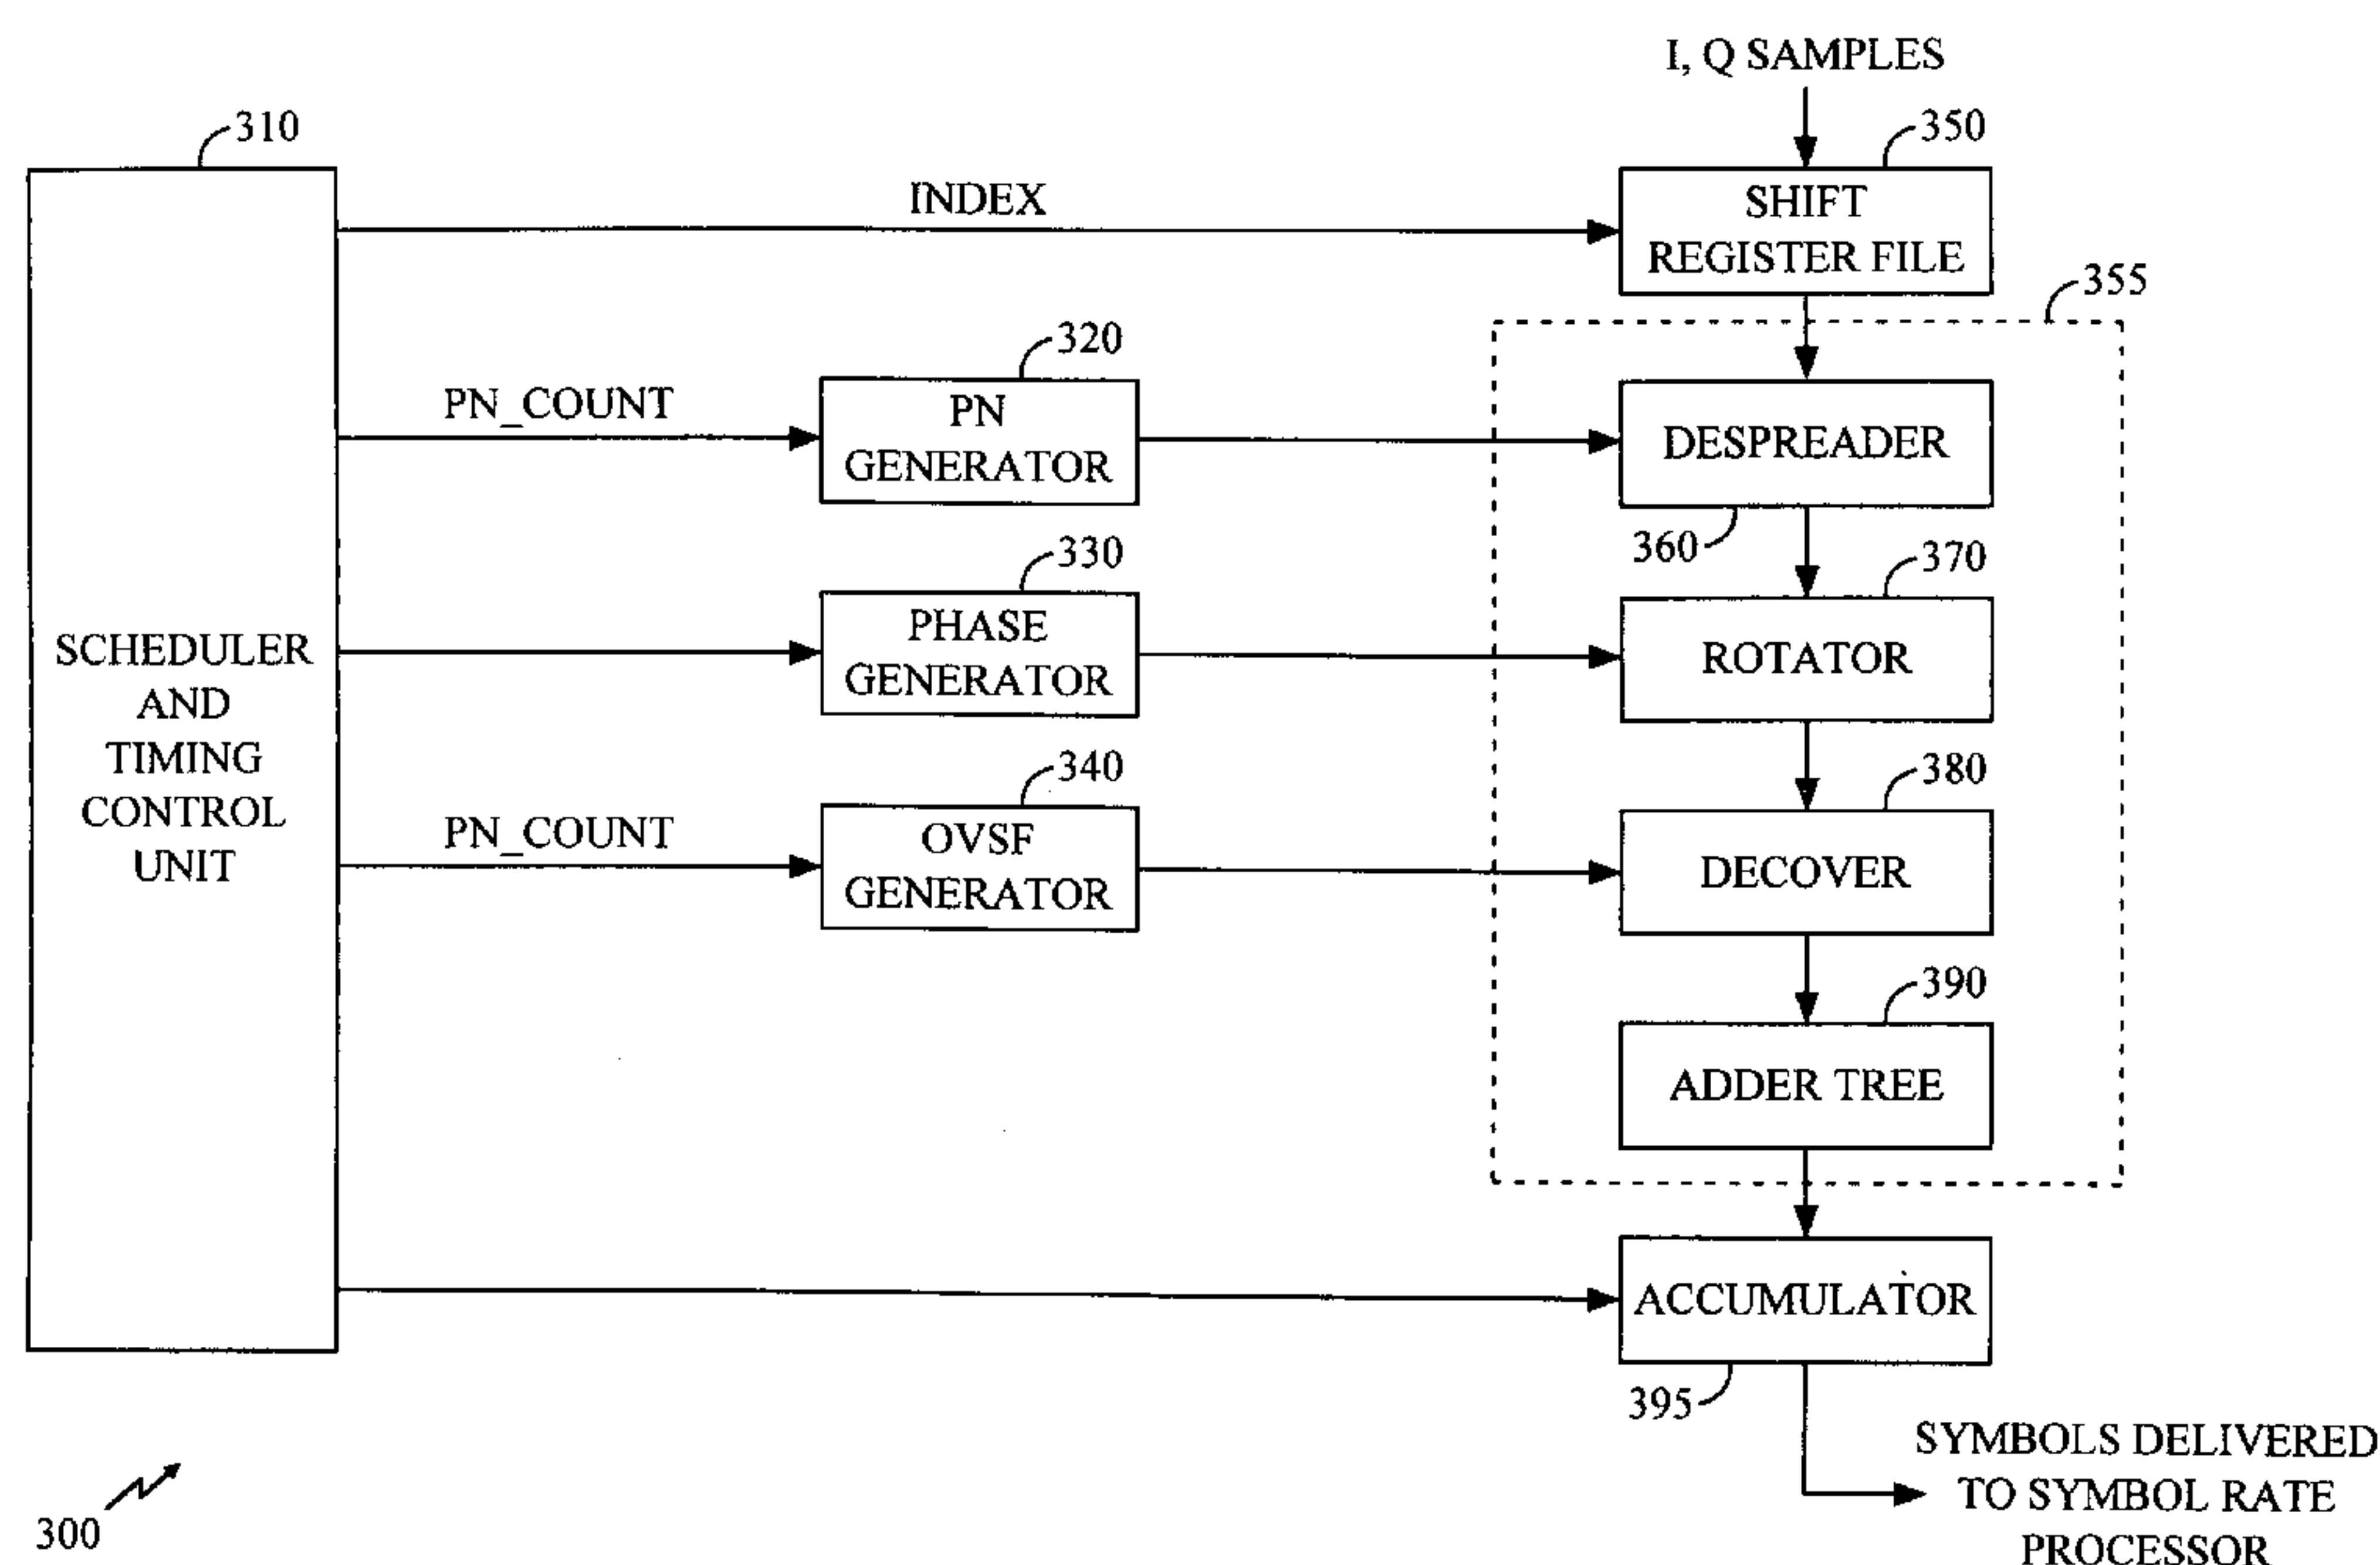 I, Q SAMPLES
310
350
INDEX
SHIFT
REGISTER FILE
355
320
PN_COUNT
PN
GENERATOR
DESPREADER
360
330
370
PHASE
GENERATOR
ROTATOR
SCHEDULER
AND
TIMING
CONTROL
UNIT
340
380
PN_COUNT
OVSF
GENERATOR
DECOVER
390
ADDER TREE
ACCUMULATOR
395
SYMBOLS DELIVERED
TO SYMBOL RATE
PROCESSOR
300